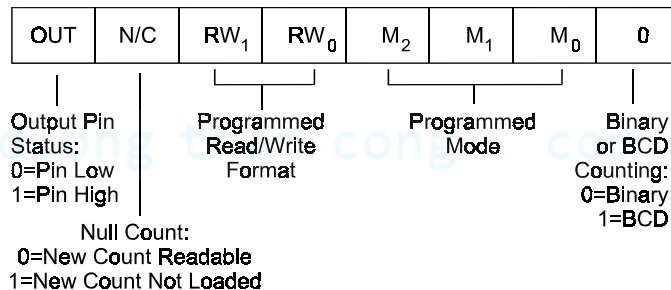 OUT N/C RW1 RW0 M2 M1 M0 0
Output Pin
Status:
0=Pin Low
1=Pin High
Null Count:
0=New Count Readable
1=New Count Not Loaded
Programmed
Read/Write
Format
Programmed
Mode
Binary
or BCD
Counting:
0=Binary
1=BCD